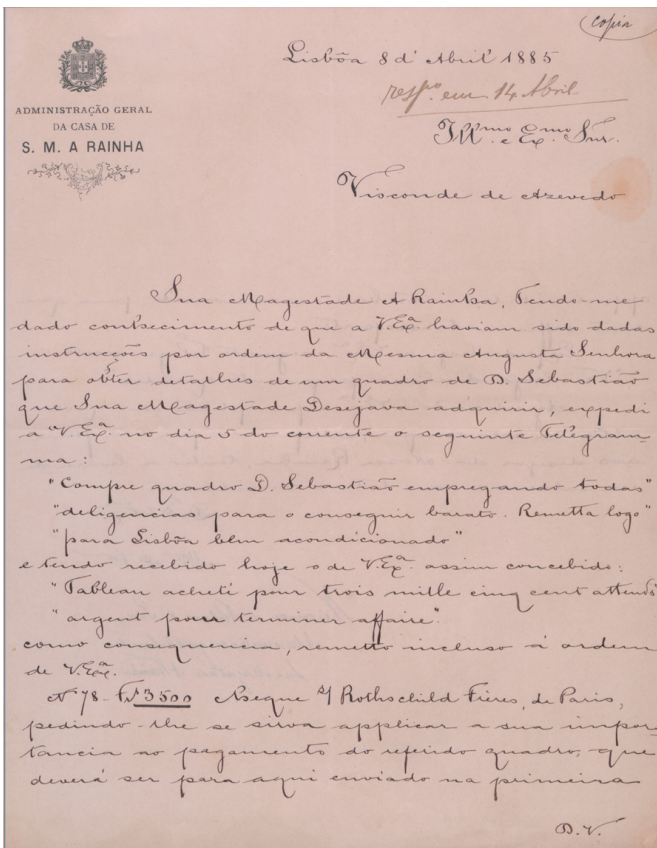 (copia
Lisbôa 8 d' Abril 1885
respo. em 14 Abril
ADMINISTRAÇÃO GERAL
DA CASA DE
S. M. A RAINHA
Illmo. e Exmo. Snr.
Visconde de Azevedo
Sua Magestade A Rainha, Tendo-me
dado conhecimento de que a V.Exa. haviam sido dadas
instrucções por ordem da Mesma Augusta Senhora
para obter detalhes de um quadro de D. Sebastião
que Sua Magestade Desejava adquirir, expedi
a V.Exa. no dia 5 do corrente o seguinte Telegram-
ma:
"Compre quadro D. Sebastião empregando todas"
"deligencias para o conseguir barato. Remetta logo"
"para Lisbôa bem acondicionado"
e tendo recebido hoje o de V.Exa. assim concebido:
"Tableau acheté pour trois mille cinq cent attends"
"argent pour terminer affaire".
como consequencia, remetto incluso á ordem
de V.Exa.
Nº 78 - Fs 3500 Cheque s/ Rothschild Frères, de Paris,
pedindo-lhe se sirva applicar a sua impor-
tancia ao pagamento do referido quadro, que
deverá ser para aqui enviado na primeira